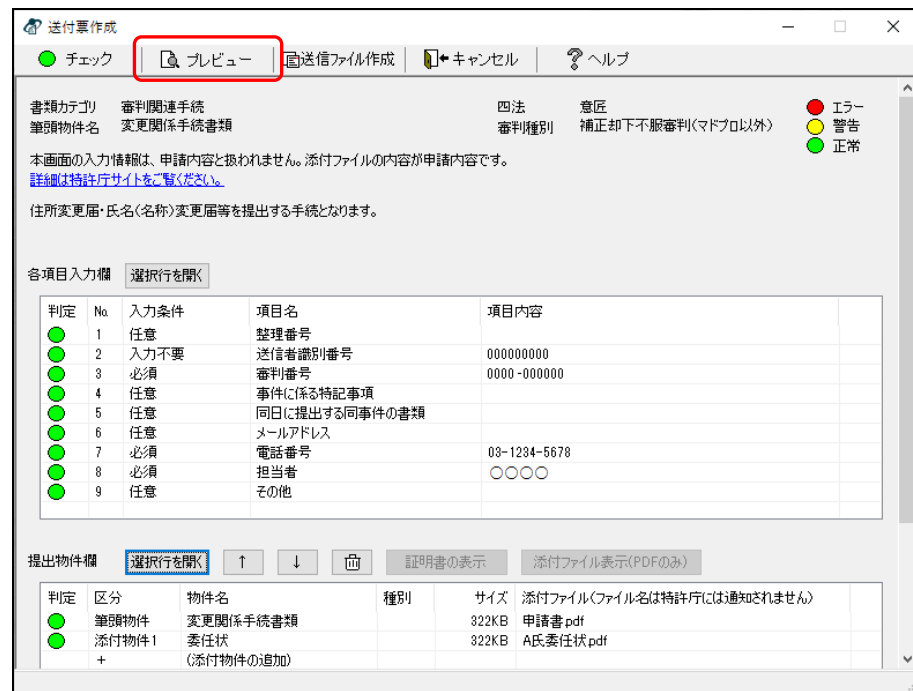 送付票作成
チェック プレビュー 送信ファイル作成 キャンセル ヘルプ
書類カテゴリ 審判関連手続 四法 意匠 エラー
筆頭物件名 変更関係手続書類 審判種別 補正却下不服審判(マドプロ以外) 警告
正常
本画面の入力情報は、申請内容と扱われません。添付ファイルの内容が申請内容です。
詳細は特許庁サイトをご覧ください。
住所変更届・氏名(名称)変更届等を提出する手続となります。
各項目入力欄 選択行を開く
判定 No. 入力条件 項目名 項目内容
1 任意 整理番号
2 入力不要 送信者識別番号 000000000
3 必須 審判番号 0000-000000
4 任意 事件に係る特記事項
5 任意 同日に提出する同事件の書類
6 任意 メールアドレス
7 必須 電話番号 03-1234-5678
8 必須 担当者 〇〇〇〇
9 任意 その他
提出物件欄 選択行を開く ↑ ↓ 証明書の表示 添付ファイル表示(PDFのみ)
判定 区分 物件名 種別 サイズ 添付ファイル(ファイル名は特許庁には通知されません)
筆頭物件 変更関係手続書類 322KB 申請書.pdf
添付物件1 委任状 322KB A氏委任状.pdf
+ (添付物件の追加)